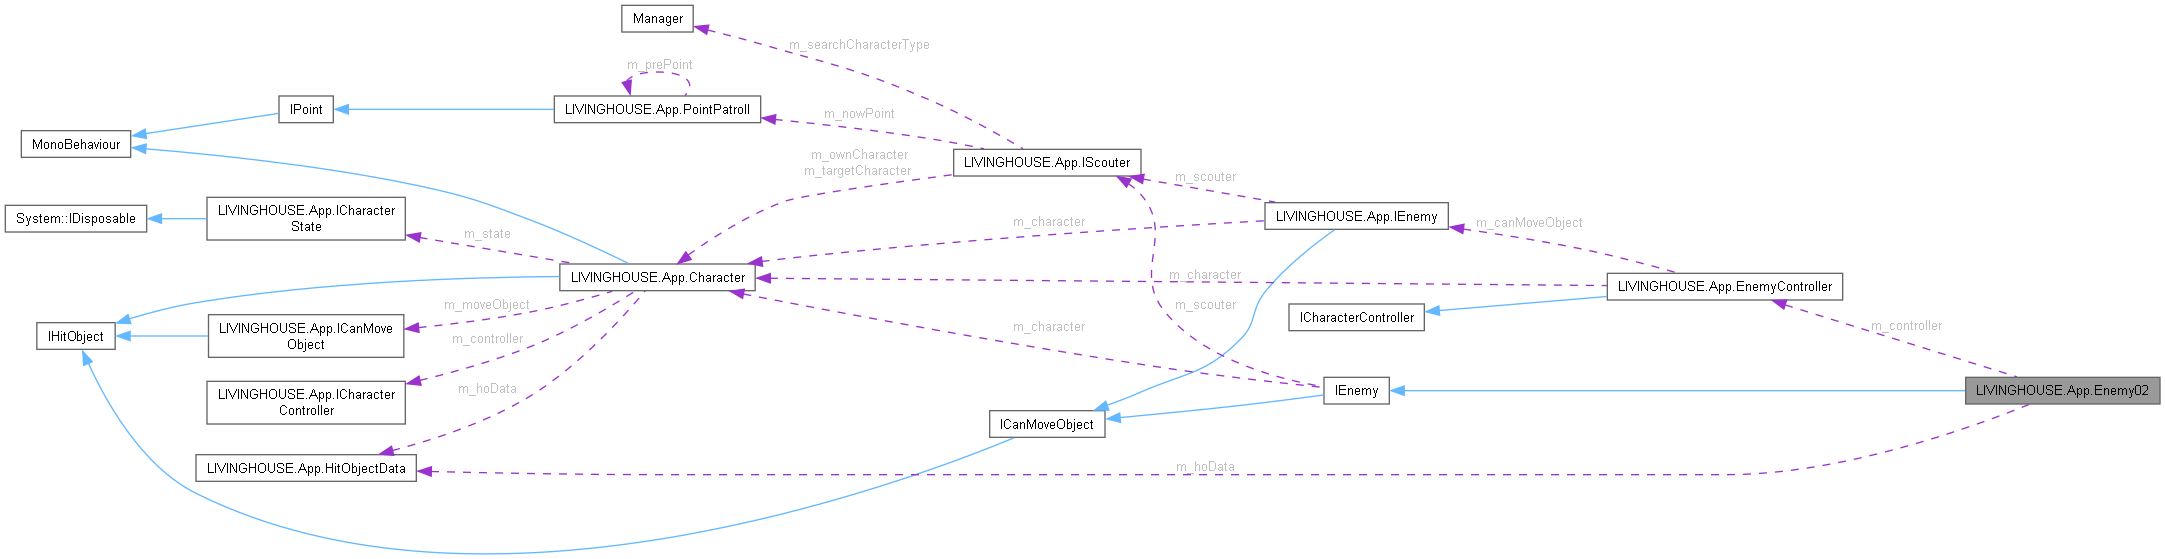 Manager
m_searchCharacterType
m_prePoint
IPoint
LIVINGHOUSE.App.PointPatroll
m_nowPoint
MonoBehaviour
m_ownCharacter
m_targetCharacter
LIVINGHOUSE.App.IScouter
m_scouter
System::IDisposable
LIVINGHOUSE.App.ICharacter
State
m_state
m_character
LIVINGHOUSE.App.IEnemy
m_canMoveObject
LIVINGHOUSE.App.Character
m_character
LIVINGHOUSE.App.EnemyController
m_moveObject
m_scouter
ICharacterController
IHitObject
LIVINGHOUSE.App.ICanMove
Object
m_controller
m_character
m_controller
LIVINGHOUSE.App.ICharacter
Controller
m_hoData
IEnemy
LIVINGHOUSE.App.Enemy02
ICanMoveObject
LIVINGHOUSE.App.HitObjectData
m_hoData